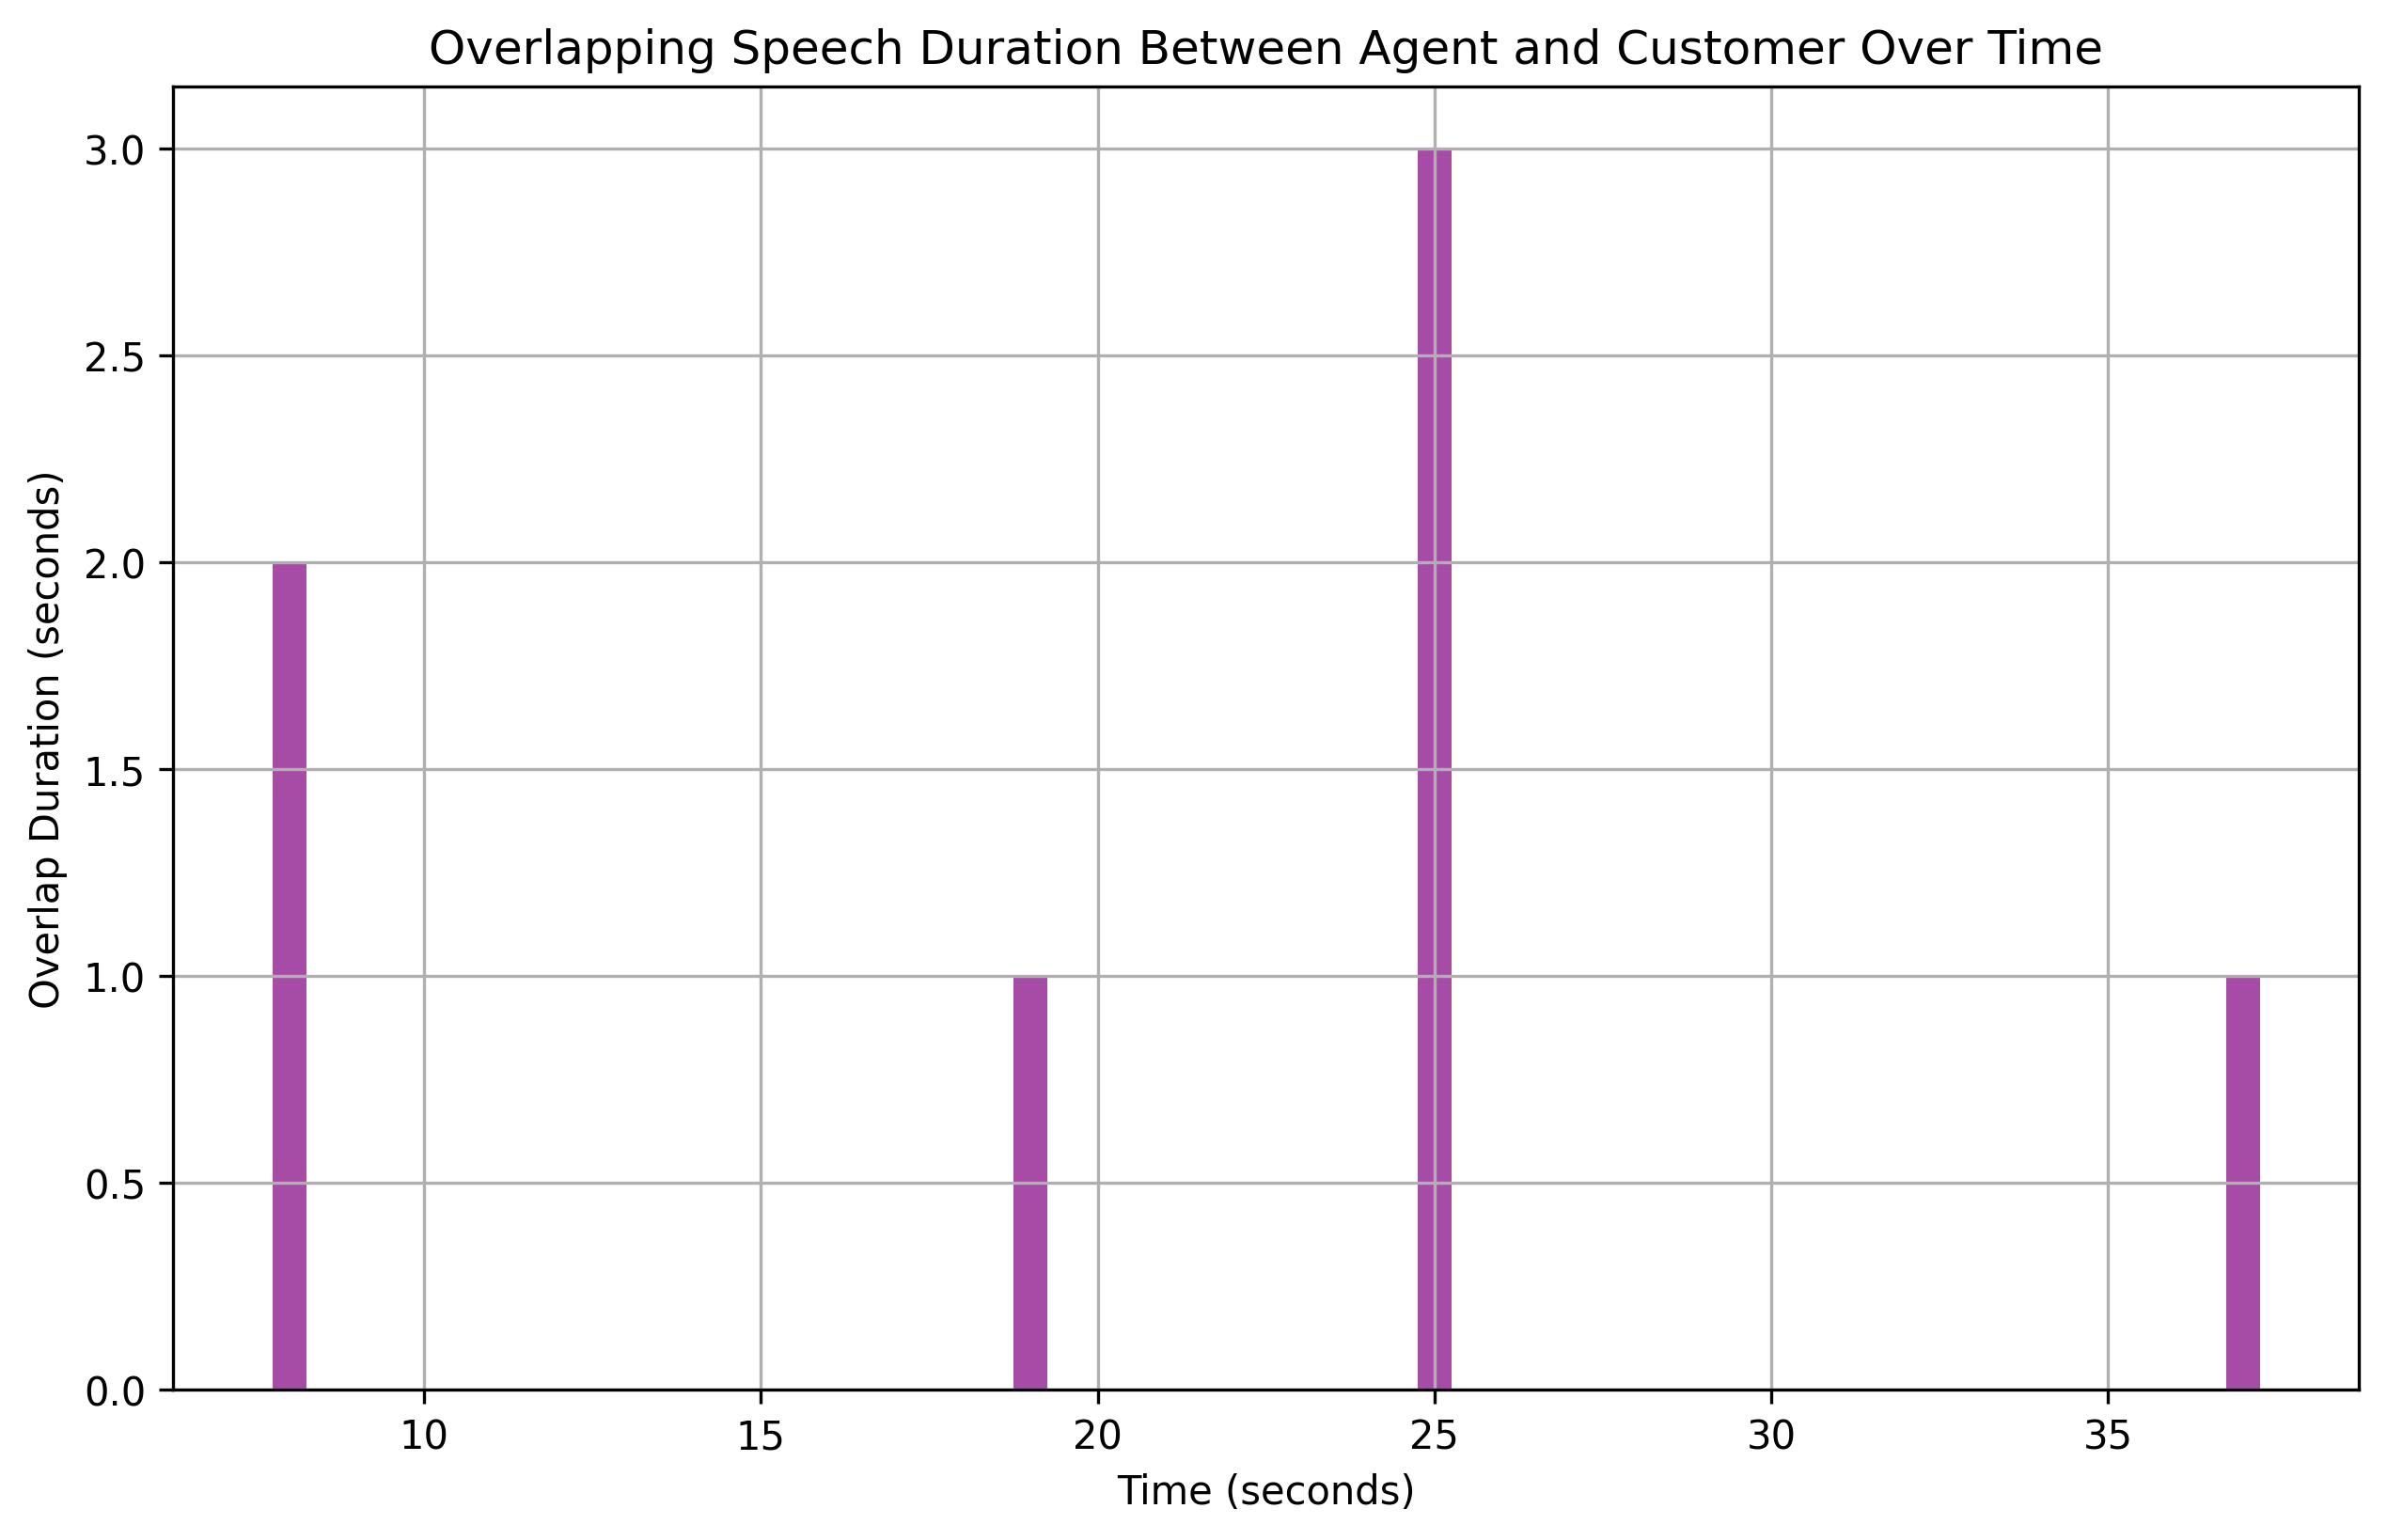 Overlapping Speech Duration Between Agent and Customer Over Time
3.0
2.5
2.0
1.5
1.0
0.5
0.0
Overlap Duration (seconds)
10 15 20 25 30 35
Time (seconds)